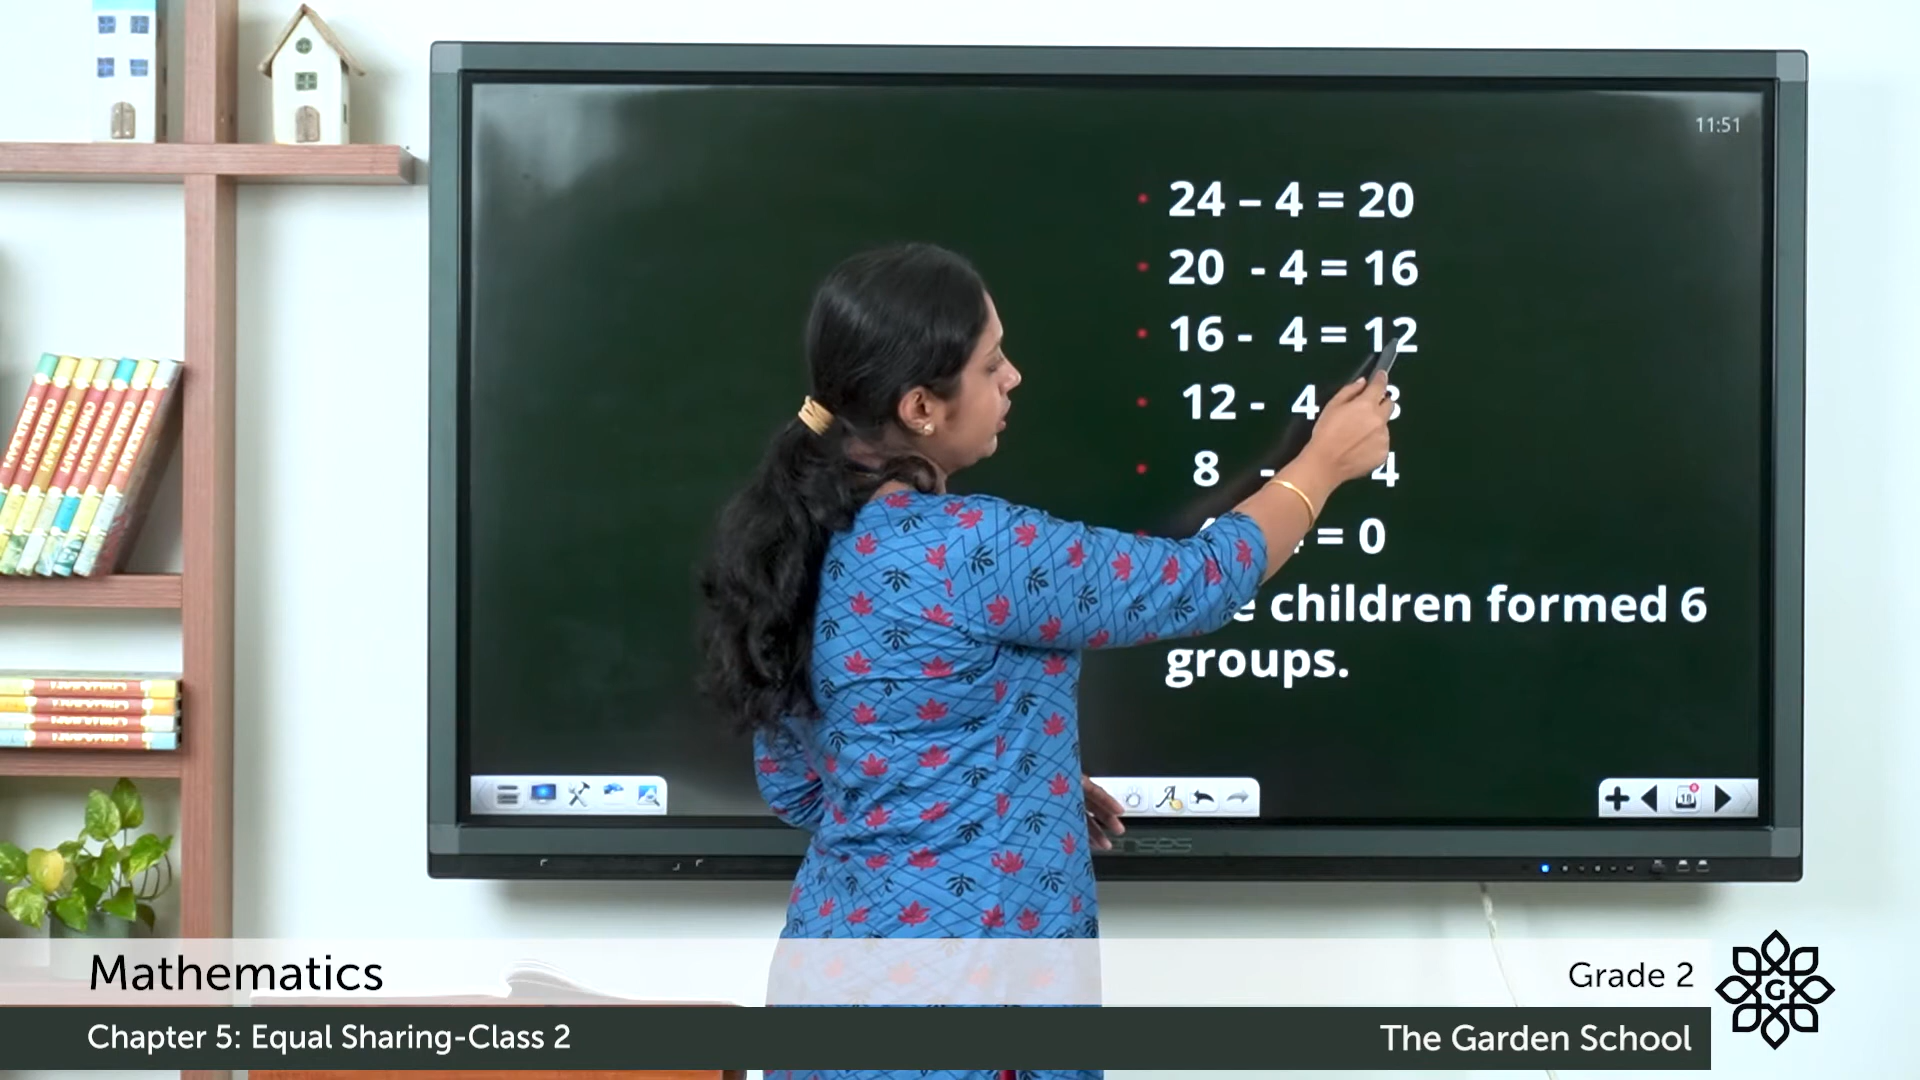 11:51
24 – 4 = 20
20 - 4 = 16
16 - 4 = 12
12 - 4
8 - 4
= 0
children formed 6
groups.
18
Mathematics
Grade 2
Chapter 5: Equal Sharing-Class 2
The Garden School
G